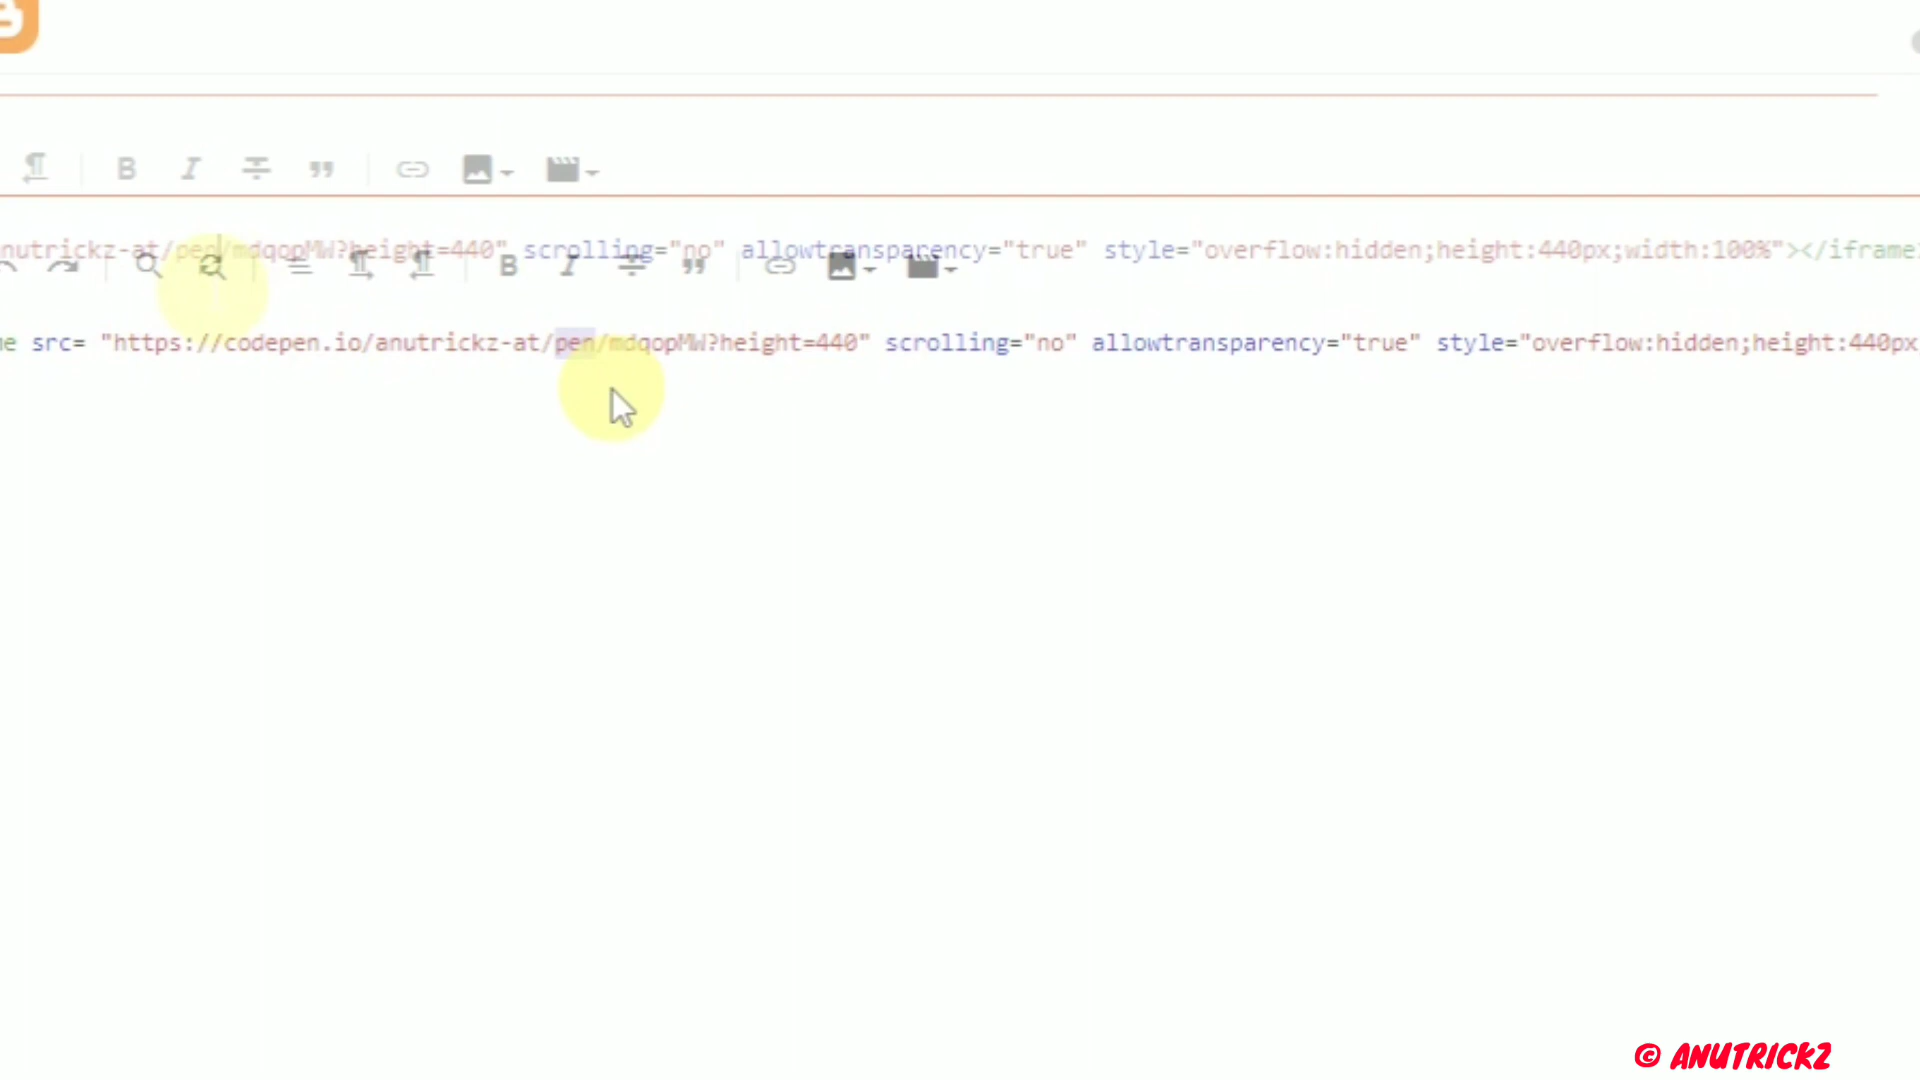 nutrickz-at/pen/mdqopMW?height=440" scrolling="no" allowtransparency="true" style="overflow:hidden;height:440px;width:100%"></iframe>
me src= "https://codepen.io/anutrickz-at/pen/mdqopMW?height=440" scrolling="no" allowtransparency="true" style="overflow:hidden;height:440px
© ANUTRICKZ